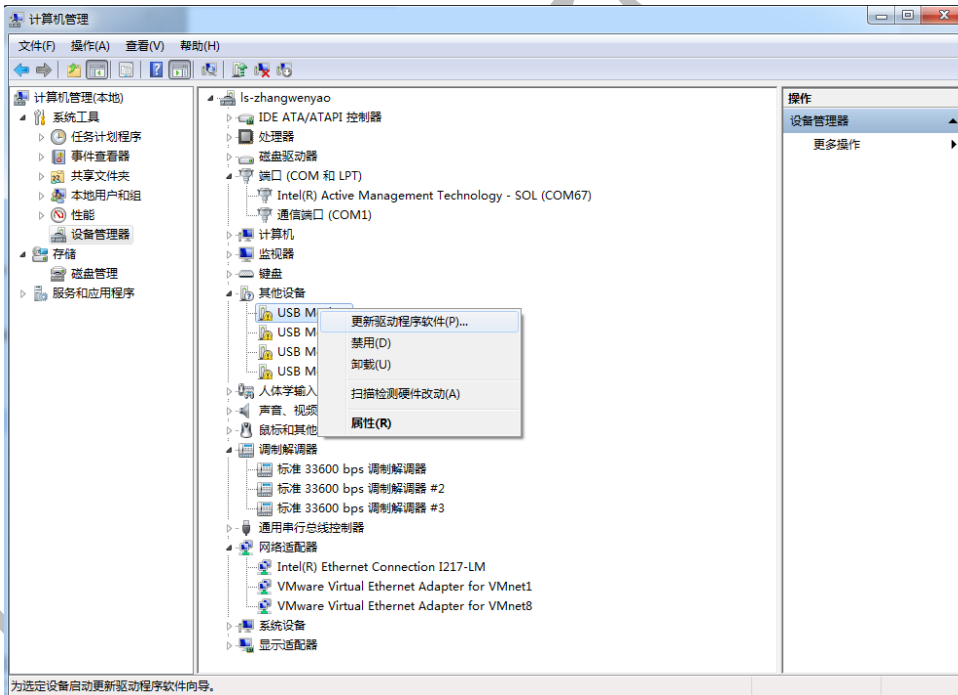 计算机管理
文件(F) 操作(A) 查看(V) 帮助(H)
计算机管理(本地)
系统工具
任务计划程序
事件查看器
共享文件夹
本地用户和组
性能
设备管理器
存储
磁盘管理
服务和应用程序
ls-zhangwenyao
IDE ATA/ATAPI 控制器
处理器
磁盘驱动器
端口 (COM 和 LPT)
Intel(R) Active Management Technology - SOL (COM67)
通信端口 (COM1)
计算机
监视器
键盘
其他设备
USB M
USB M
USB M
USB M
人体学输入
声音、视频
鼠标和其他
调制解调器
标准 33600 bps 调制解调器
标准 33600 bps 调制解调器 #2
标准 33600 bps 调制解调器 #3
通用串行总线控制器
网络适配器
Intel(R) Ethernet Connection I217-LM
VMware Virtual Ethernet Adapter for VMnet1
VMware Virtual Ethernet Adapter for VMnet8
系统设备
显示适配器
更新驱动程序软件(P)...
禁用(D)
卸载(U)
扫描检测硬件改动(A)
属性(R)
操作
设备管理器
更多操作
为选定设备启动更新驱动程序软件向导。